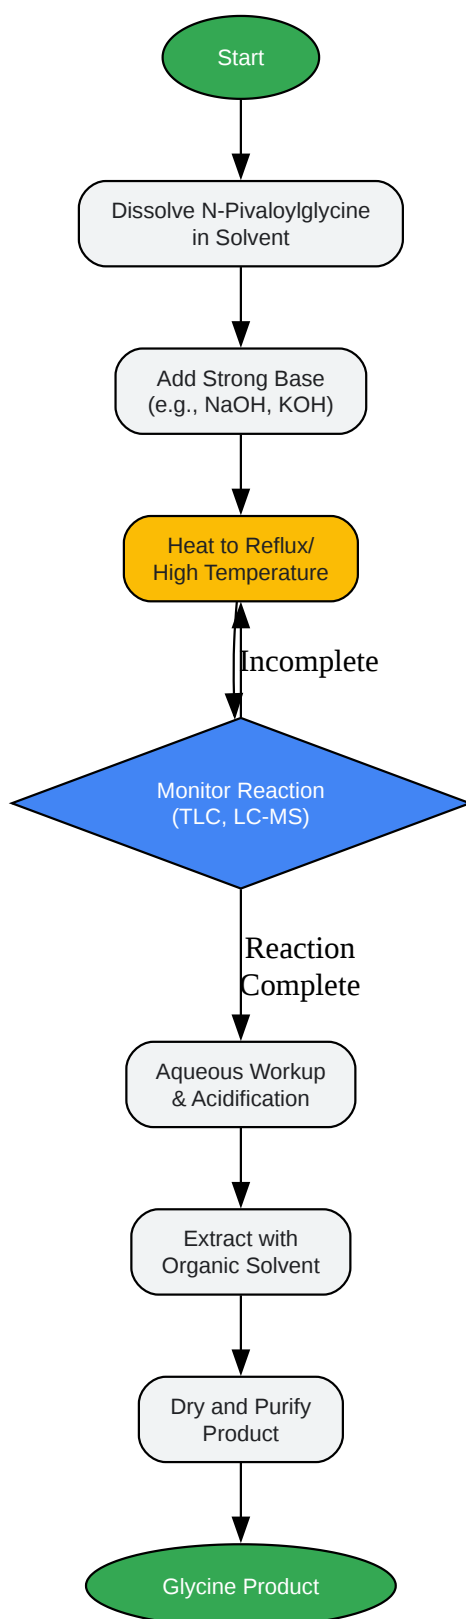 Start
Dissolve N-Pivaloylglycine
in Solvent
Add Strong Base
(e.g., NaOH, KOH)
Heat to Reflux/
High Temperature
Incomplete
Monitor Reaction
(TLC, LC-MS)
Reaction
Complete
Aqueous Workup
& Acidification
Extract with
Organic Solvent
Dry and Purify
Product
Glycine Product